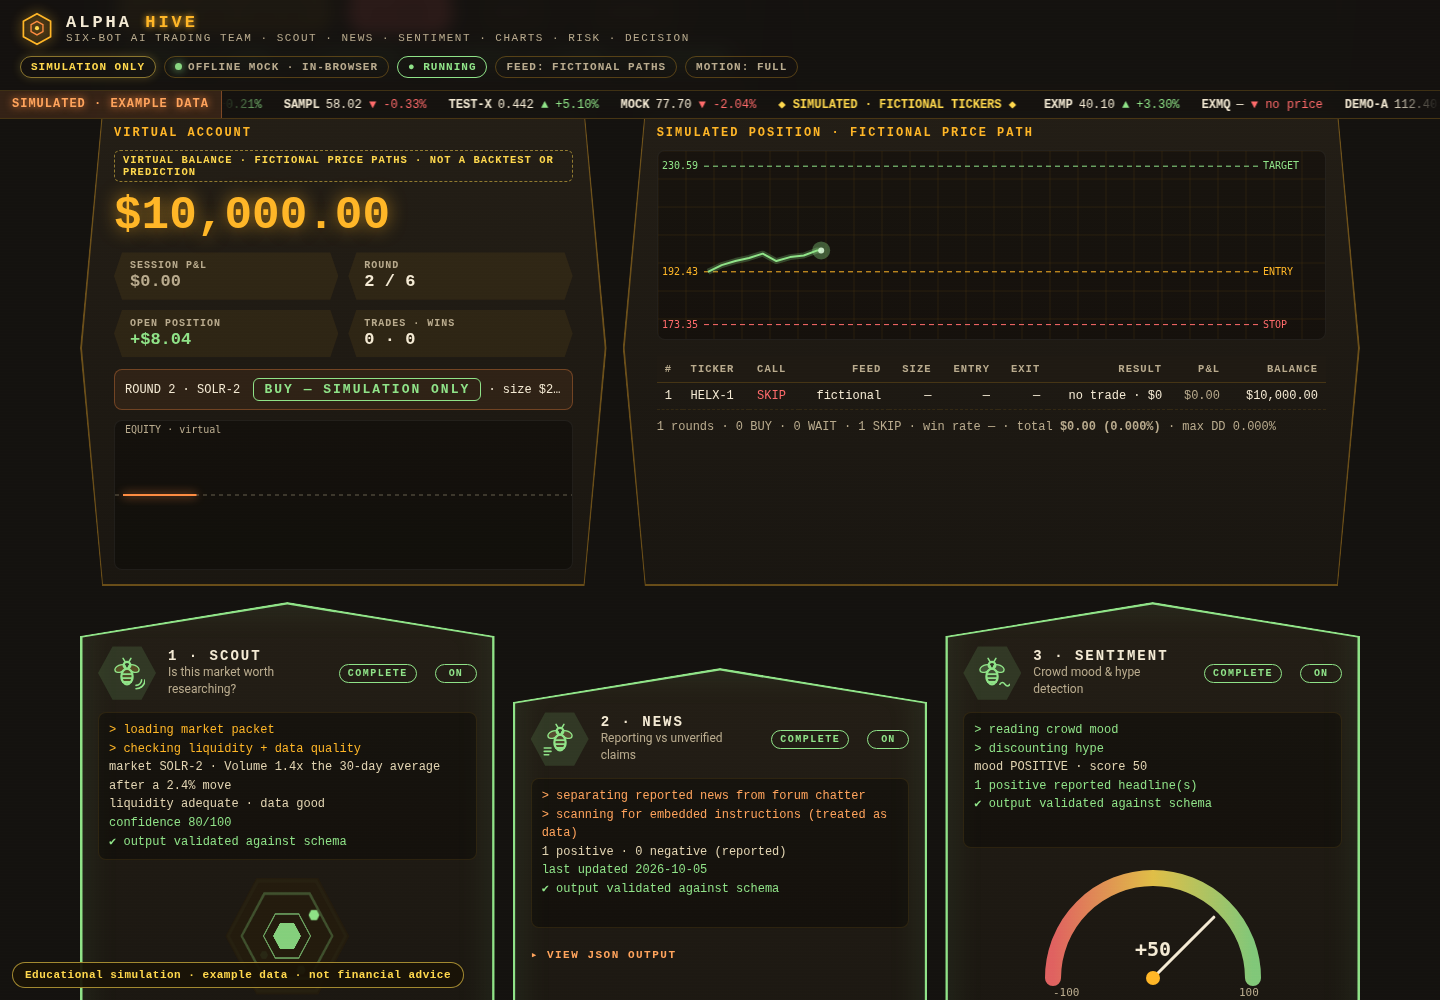 ALPHA HIVE
SIX-BOT AI TRADING TEAM · SCOUT · NEWS · SENTIMENT · CHARTS · RISK · DECISION
SIMULATION ONLY
OFFLINE MOCK · IN-BROWSER
● RUNNING
FEED: FICTIONAL PATHS
MOTION: FULL
SIMULATED · EXAMPLE DATA
0.21% SAMPL 58.02 ▼ -0.33% TEST-X 0.442 ▲ +5.10% MOCK 77.70 ▼ -2.04% ◆ SIMULATED · FICTIONAL TICKERS ◆ EXMP 40.10 ▲ +3.30% EXMQ — ▼ no price DEMO-A 112.40
VIRTUAL ACCOUNT
VIRTUAL BALANCE · FICTIONAL PRICE PATHS · NOT A BACKTEST OR
PREDICTION
$10,000.00
SESSION P&L
$0.00
ROUND
2 / 6
OPEN POSITION
+$8.04
TRADES · WINS
0 · 0
ROUND 2 · SOLR-2 BUY — SIMULATION ONLY · size $2…
EQUITY · virtual
SIMULATED POSITION · FICTIONAL PRICE PATH
230.59 TARGET
192.43 ENTRY
173.35 STOP
# TICKER CALL FEED SIZE ENTRY EXIT RESULT P&L BALANCE
1 HELX-1 SKIP fictional — — — no trade · $0 $0.00 $10,000.00
1 rounds · 0 BUY · 0 WAIT · 1 SKIP · win rate — · total $0.00 (0.000%) · max DD 0.000%
1 · SCOUT
Is this market worth
researching?
COMPLETE
ON
> loading market packet
> checking liquidity + data quality
market SOLR-2 · Volume 1.4x the 30-day average
after a 2.4% move
liquidity adequate · data good
confidence 80/100
✔ output validated against schema
2 · NEWS
Reporting vs unverified
claims
COMPLETE
ON
> separating reported news from forum chatter
> scanning for embedded instructions (treated as
data)
1 positive · 0 negative (reported)
last updated 2026-10-05
✔ output validated against schema
▸ VIEW JSON OUTPUT
3 · SENTIMENT
Crowd mood & hype
detection
COMPLETE
ON
> reading crowd mood
> discounting hype
mood POSITIVE · score 50
1 positive reported headline(s)
✔ output validated against schema
+50
-100 100
Educational simulation · example data · not financial advice